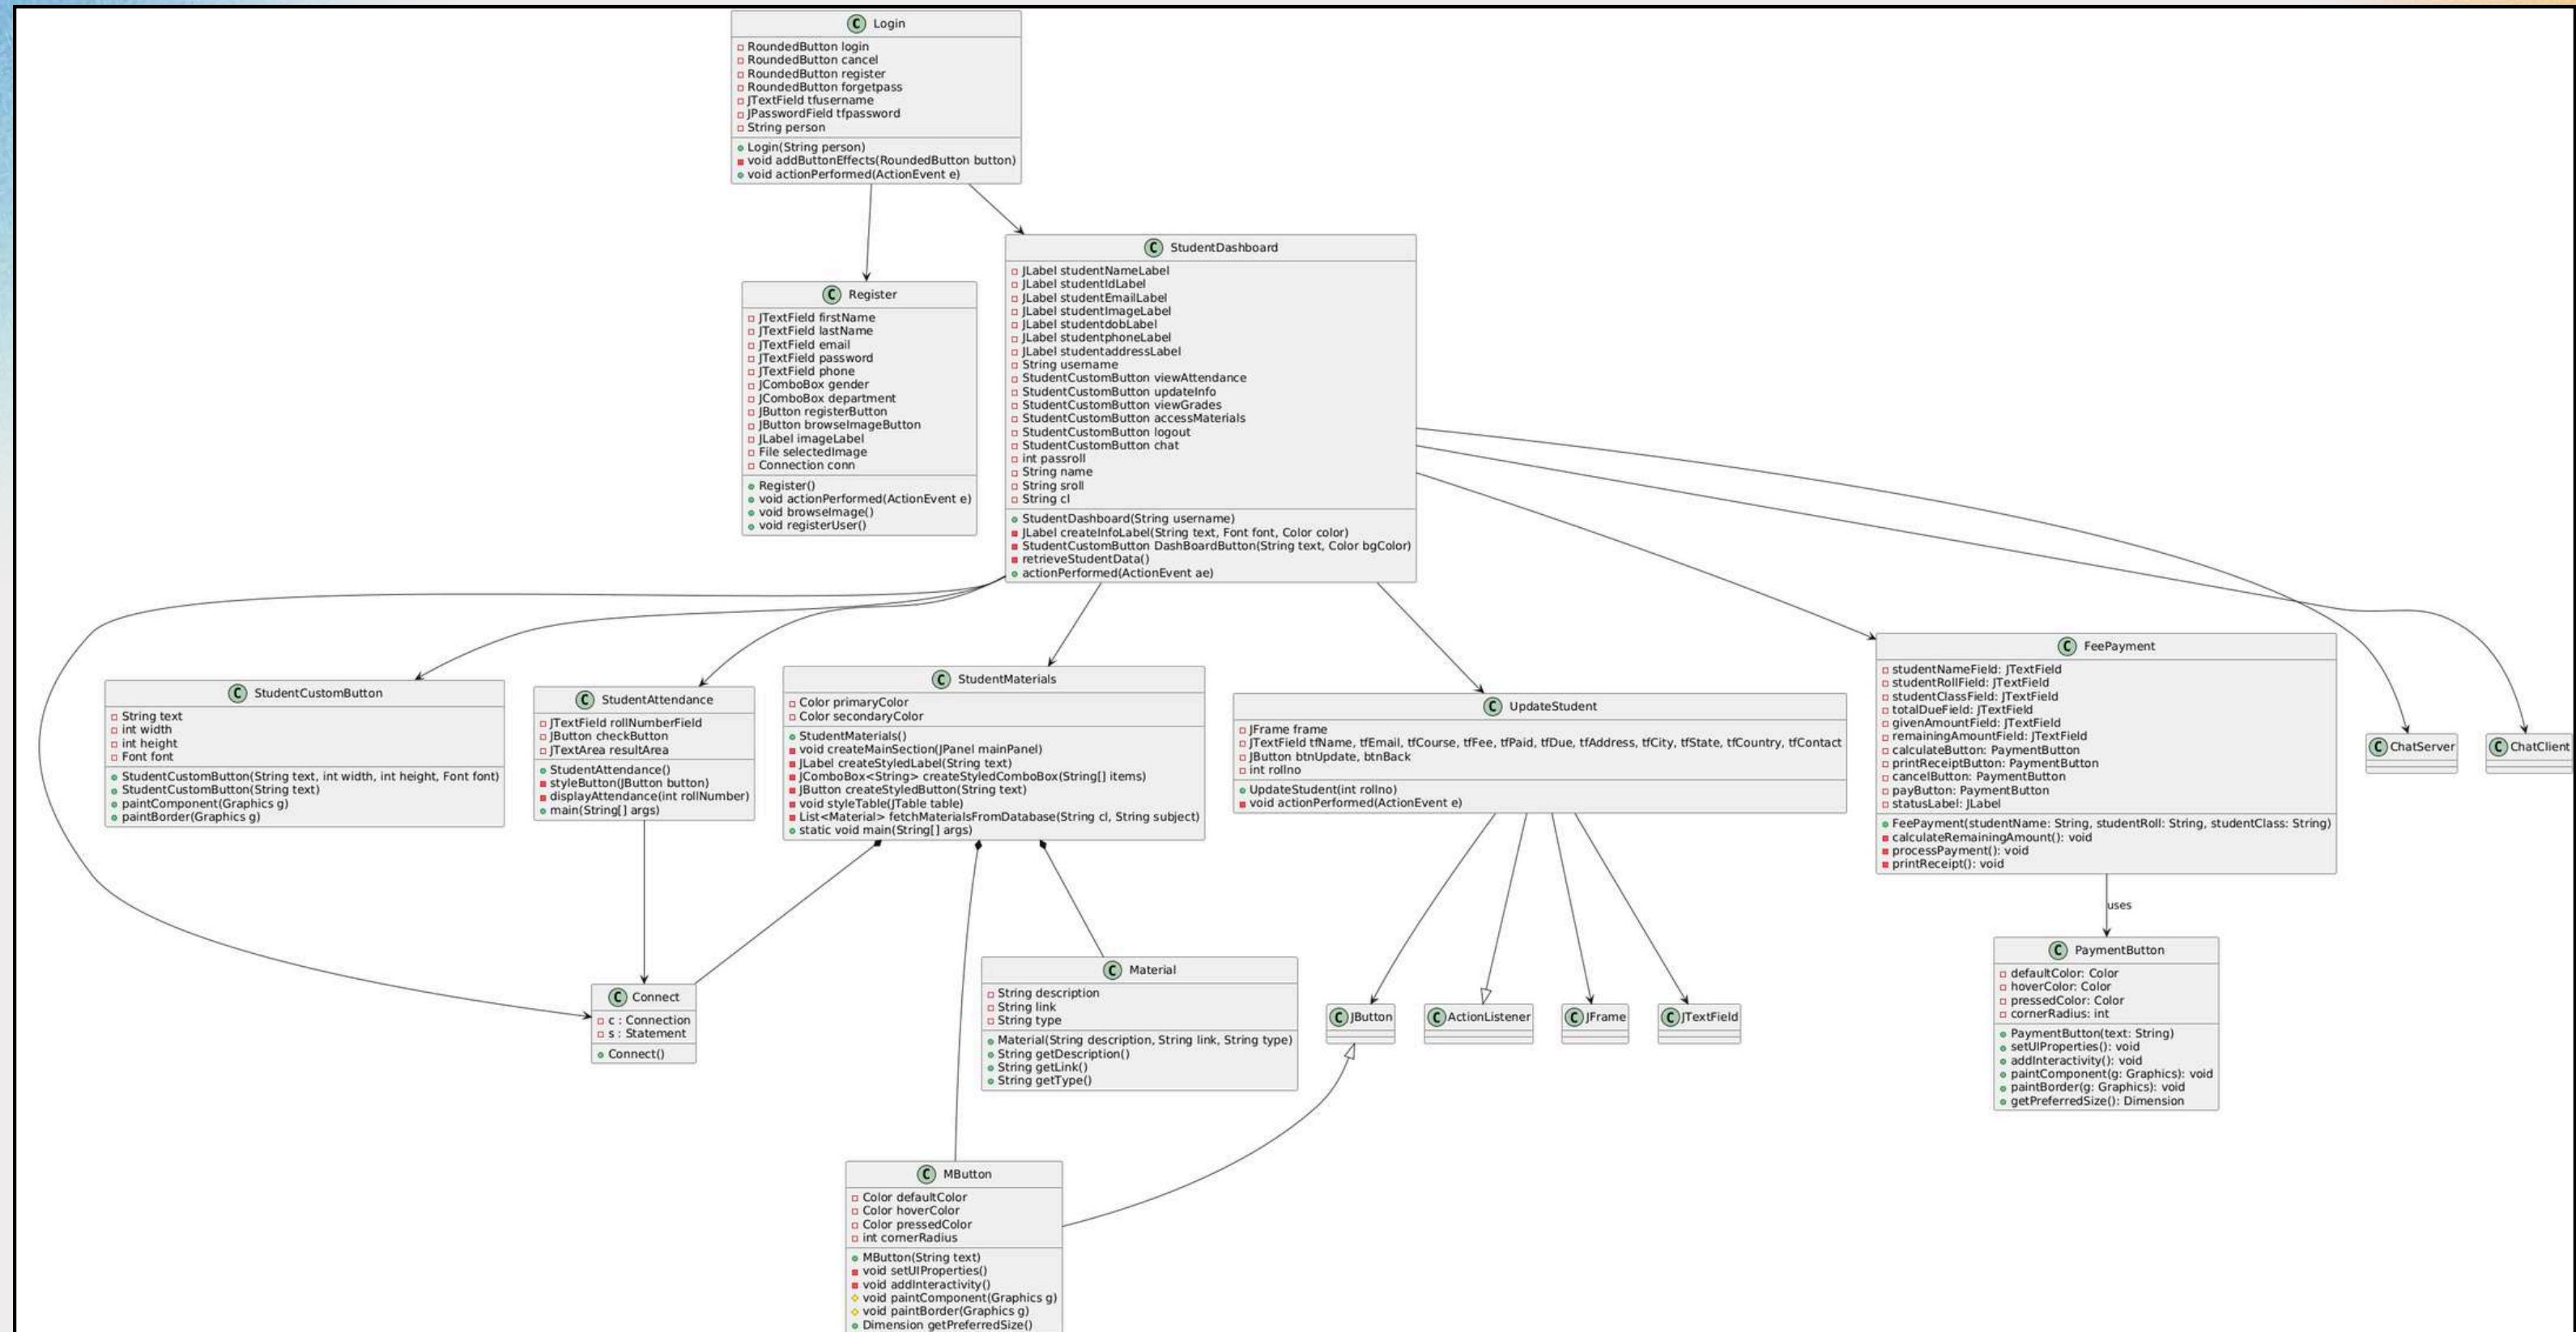 C Login
RoundedButton login
RoundedButton cancel
RoundedButton register
RoundedButton forgetpass
JTextField tfusername
JPasswordField tfpassword
String person
Login(String person)
void addButtonEffects(RoundedButton button)
void actionPerformed(ActionEvent e)
C StudentDashboard
JLabel studentNameLabel
JLabel studentIdLabel
JLabel studentEmailLabel
JLabel studentImageLabel
JLabel studentdobLabel
JLabel studentphoneLabel
JLabel studentaddressLabel
String username
StudentCustomButton viewAttendance
StudentCustomButton updateInfo
StudentCustomButton viewGrades
StudentCustomButton accessMaterials
StudentCustomButton logout
StudentCustomButton chat
int passroll
String name
String sroll
String cl
StudentDashboard(String username)
JLabel createInfoLabel(String text, Font font, Color color)
StudentCustomButton DashBoardButton(String text, Color bgColor)
retrieveStudentData()
actionPerformed(ActionEvent ae)
C Register
JTextField firstName
JTextField lastName
JTextField email
JTextField password
JTextField phone
JComboBox gender
JComboBox department
JButton registerButton
JButton browseImageButton
JLabel imageLabel
File selectedImage
Connection conn
Register()
void actionPerformed(ActionEvent e)
void browseImage()
void registerUser()
C StudentCustomButton
String text
int width
int height
Font font
StudentCustomButton(String text, int width, int height, Font font)
StudentCustomButton(String text)
paintComponent(Graphics g)
paintBorder(Graphics g)
C StudentAttendance
JTextField rollNumberField
JButton checkButton
JTextArea resultArea
StudentAttendance()
styleButton(JButton button)
displayAttendance(int rollNumber)
main(String[] args)
C StudentMaterials
Color primaryColor
Color secondaryColor
StudentMaterials()
void createMainSection(JPanel mainPanel)
JLabel createStyledLabel(String text)
JComboBox<String> createStyledComboBox(String[] items)
JButton createStyledButton(String text)
void styleTable(JTable table)
List<Material> fetchMaterialsFromDatabase(String cl, String subject)
static void main(String[] args)
C UpdateStudent
JFrame frame
JTextField tfName, tfEmail, tfCourse, tfFee, tfPaid, tfDue, tfAddress, tfCity, tfState, tfCountry, tfContact
JButton btnUpdate, btnBack
int rollno
UpdateStudent(int rollno)
void actionPerformed(ActionEvent e)
C FeePayment
studentNameField: JTextField
studentRollField: JTextField
studentClassField: JTextField
totalDueField: JTextField
givenAmountField: JTextField
remainingAmountField: JTextField
calculateButton: PaymentButton
printReceiptButton: PaymentButton
cancelButton: PaymentButton
payButton: PaymentButton
statusLabel: JLabel
FeePayment(studentName: String, studentRoll: String, studentClass: String)
calculateRemainingAmount(): void
processPayment(): void
printReceipt(): void
C ChatServer
C ChatClient
uses
C Connect
c : Connection
s : Statement
Connect()
C Material
String description
String link
String type
Material(String description, String link, String type)
String getDescription()
String getLink()
String getType()
C JButton
C ActionListener
C JFrame
C JTextField
C PaymentButton
defaultColor: Color
hoverColor: Color
pressedColor: Color
cornerRadius: int
PaymentButton(text: String)
setUIProperties(): void
addInteractivity(): void
paintComponent(g: Graphics): void
paintBorder(g: Graphics): void
getPreferredSize(): Dimension
C MButton
Color defaultColor
Color hoverColor
Color pressedColor
int cornerRadius
MButton(String text)
void setUIProperties()
void addInteractivity()
void paintComponent(Graphics g)
void paintBorder(Graphics g)
Dimension getPreferredSize()